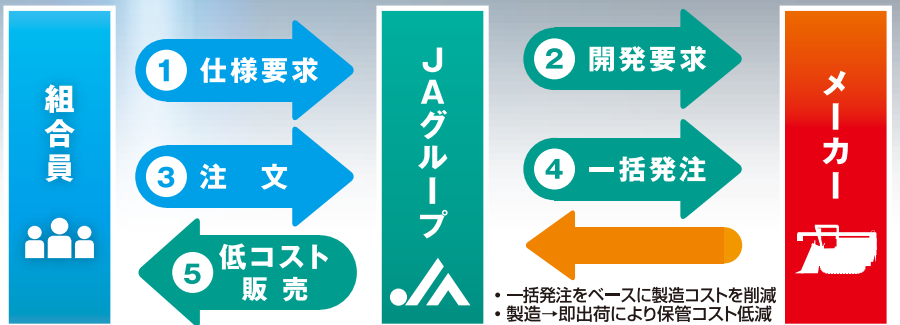 組合員
① 仕様要求
③ 注　文
⑤ 低コスト
販　売
JAグループ
② 開発要求
④ 一括発注
・一括発注をベースに製造コストを削減
・製造→即出荷により保管コスト低減
メーカー